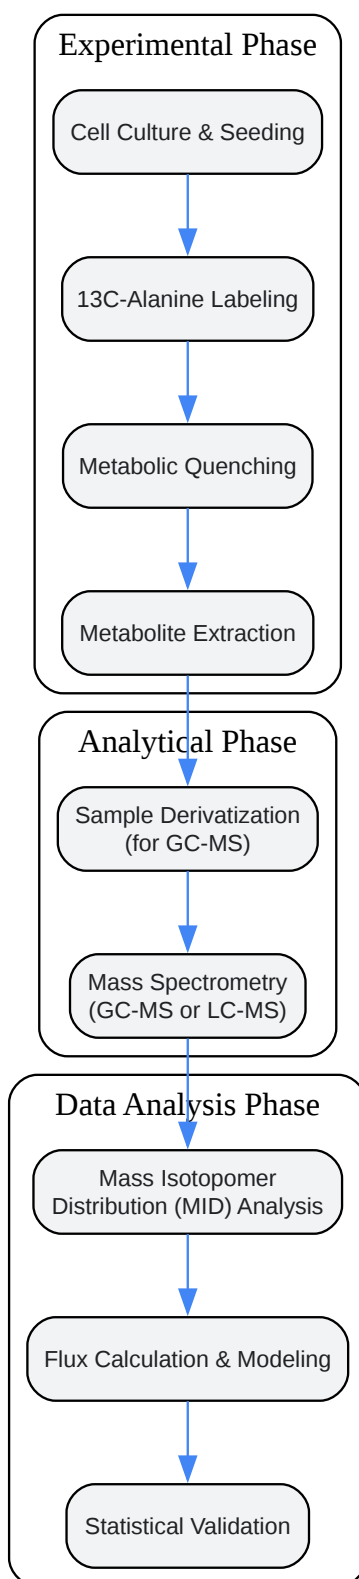 Experimental Phase
Cell Culture & Seeding
13C-Alanine Labeling
Metabolic Quenching
Metabolite Extraction
Analytical Phase
Sample Derivatization
(for GC-MS)
Mass Spectrometry
(GC-MS or LC-MS)
Data Analysis Phase
Mass Isotopomer
Distribution (MID) Analysis
Flux Calculation & Modeling
Statistical Validation